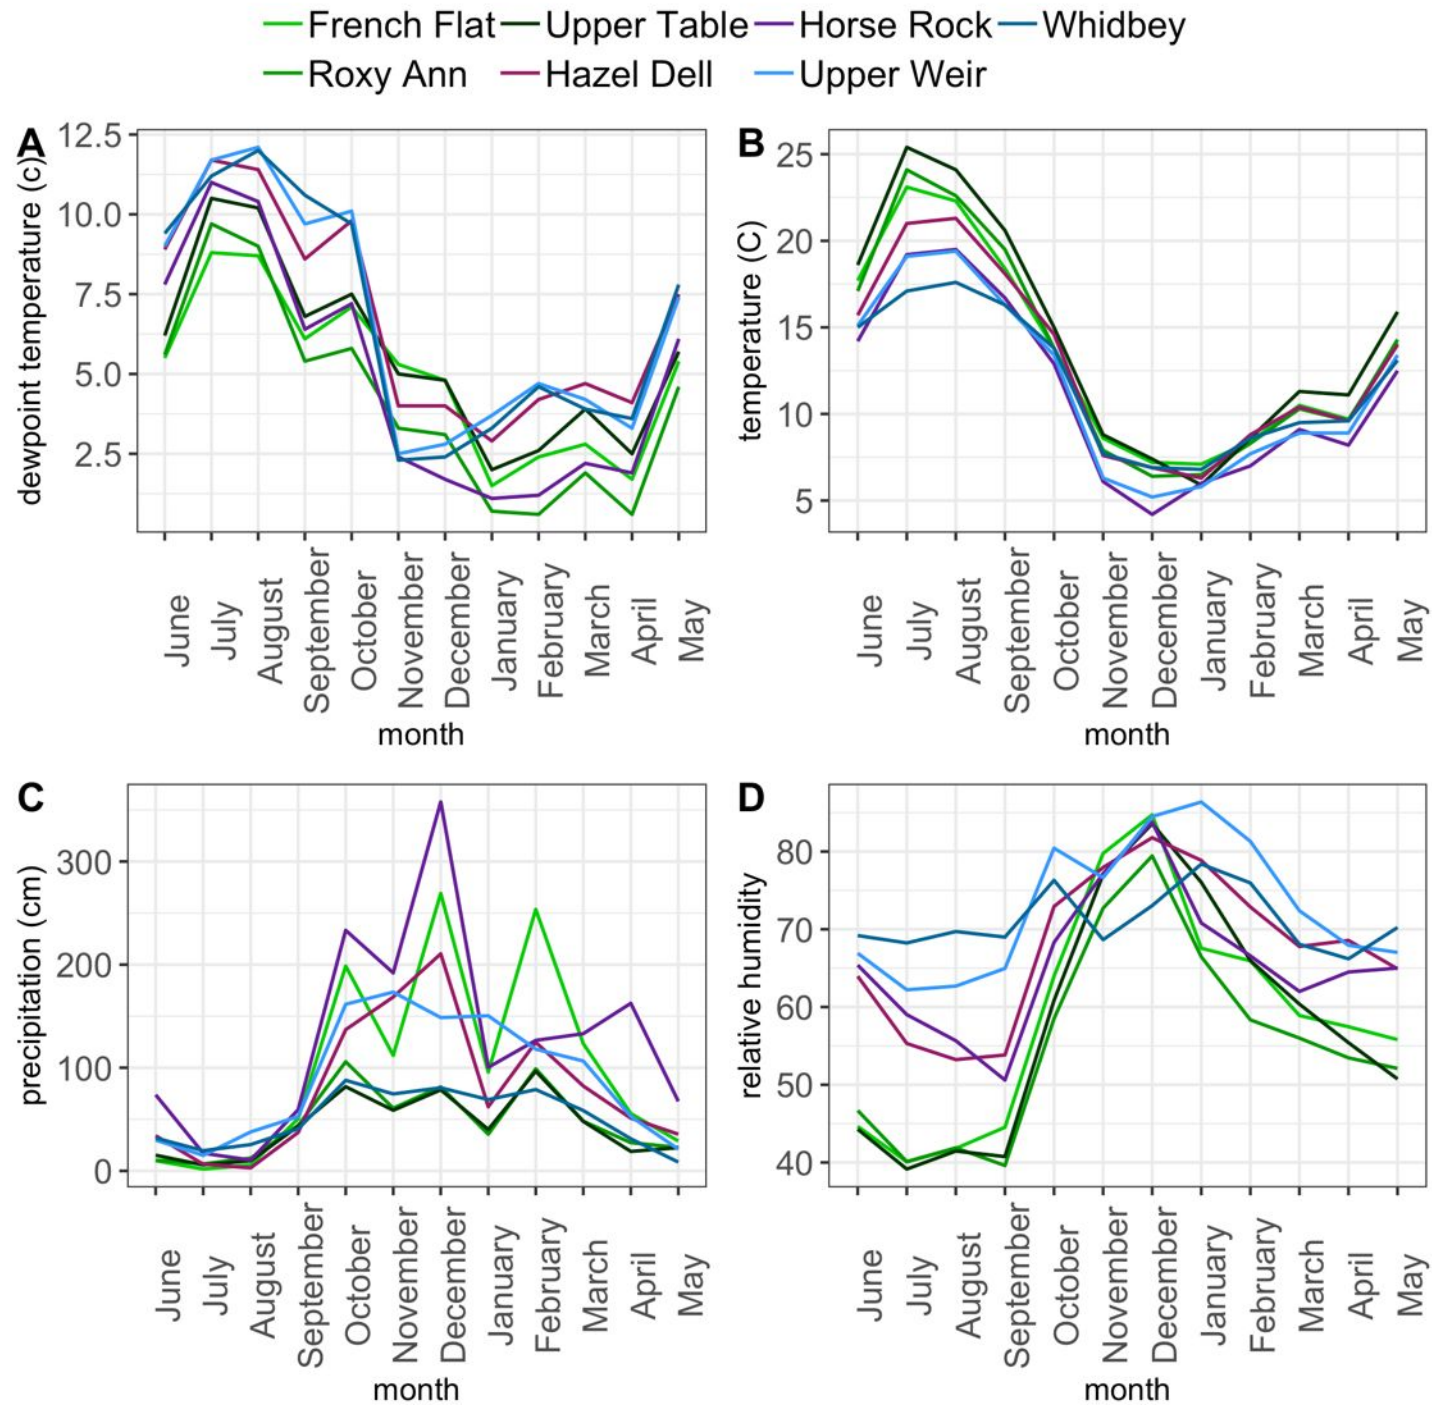 French Flat Upper Table Horse Rock Whidbey
Roxy Ann Hazel Dell Upper Weir
A
dewpoint temperature (c)
12.5
10.0
7.5
5.0
2.5
June July August September October November December January February March April May
month
B
temperature (C)
25
20
15
10
5
June July August September October November December January February March April May
month
C
precipitation (cm)
300
200
100
0
June July August September October November December January February March April May
month
D
relative humidity
80
70
60
50
40
June July August September October November December January February March April May
month